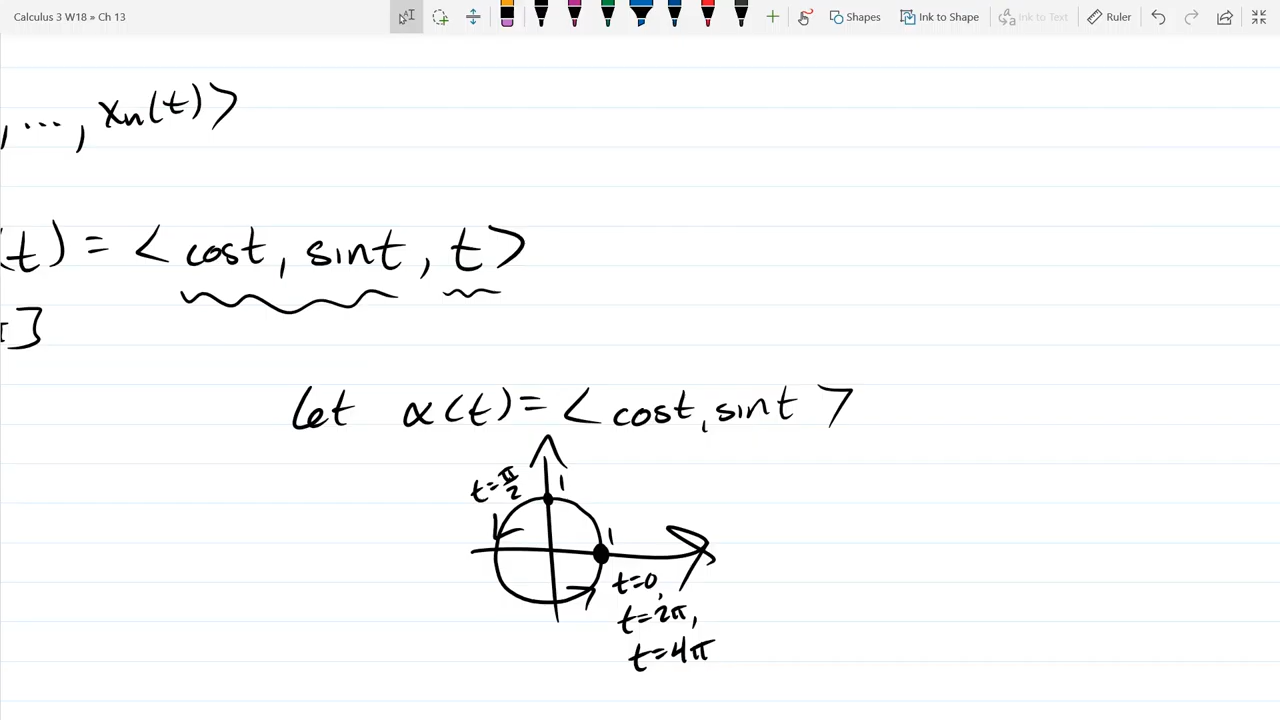 Calculus 3 W18 » Ch 13
Shapes Ink to Shape Ink to Text Ruler
, ..., xₙ(t)>
(t) = < cost, sint, t >
]
Let α(t) = < cost, sint >
t=π/2
1
1
t=0,
t=2π,
t=4π